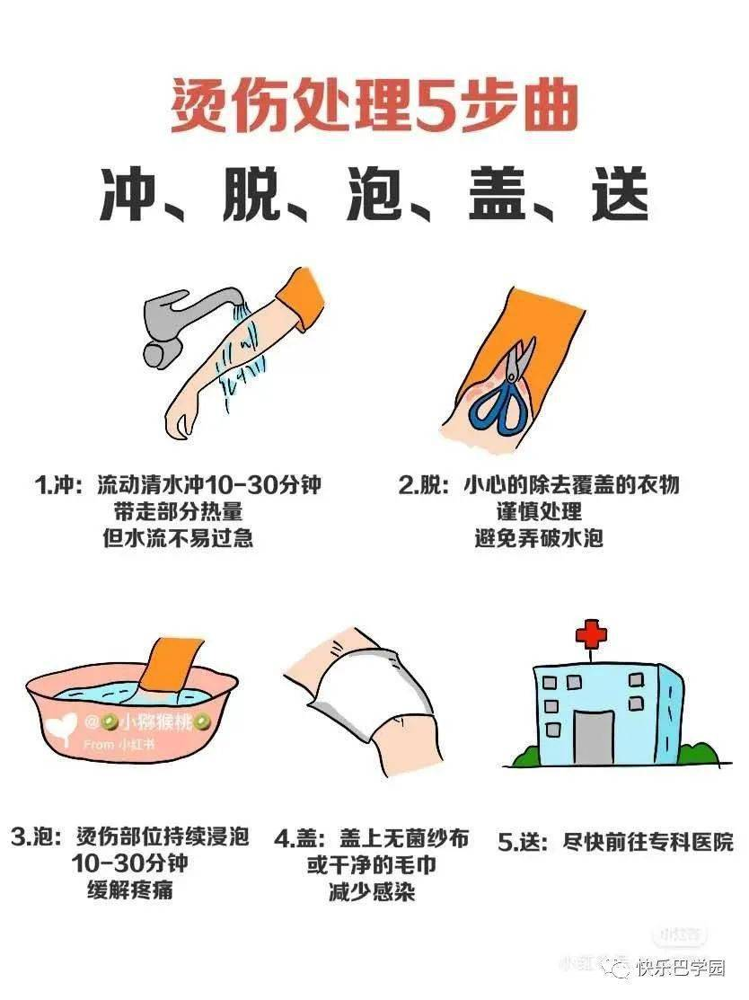 烫伤处理5步曲
冲、脱、泡、盖、送
1.冲：流动清水冲10-30分钟
带走部分热量
但水流不易过急
2.脱：小心的除去覆盖的衣物
谨慎处理
避免弄破水泡
@🥝小猕猴桃🥝
From 小红书
3.泡：烫伤部位持续浸泡
10-30分钟
缓解疼痛
4.盖：盖上无菌纱布
或干净的毛巾
减少感染
5.送：尽快前往专科医院
小红书
快乐巴学园